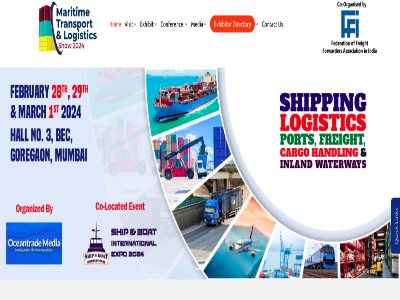 Maritime
Transport
& Logistics
Show 2024
Home Visit Exhibit Conference Media Exhibitor Directory Contact Us
Co-Organised by
Federation of Freight
Forwarders Association in India
FEBRUARY 28TH, 29TH
& MARCH 1ST 2024
HALL NO. 3, BEC,
GOREGAON, MUMBAI
SHIPPING
LOGISTICS
PORTS, FREIGHT,
CARGO HANDLING &
INLAND WATERWAYS
Organized By
Oceantrade Media
Co-Located Event
SHIP & BOAT
SHIP & BOAT
INTERNATIONAL
EXPO 2024
Quick Links